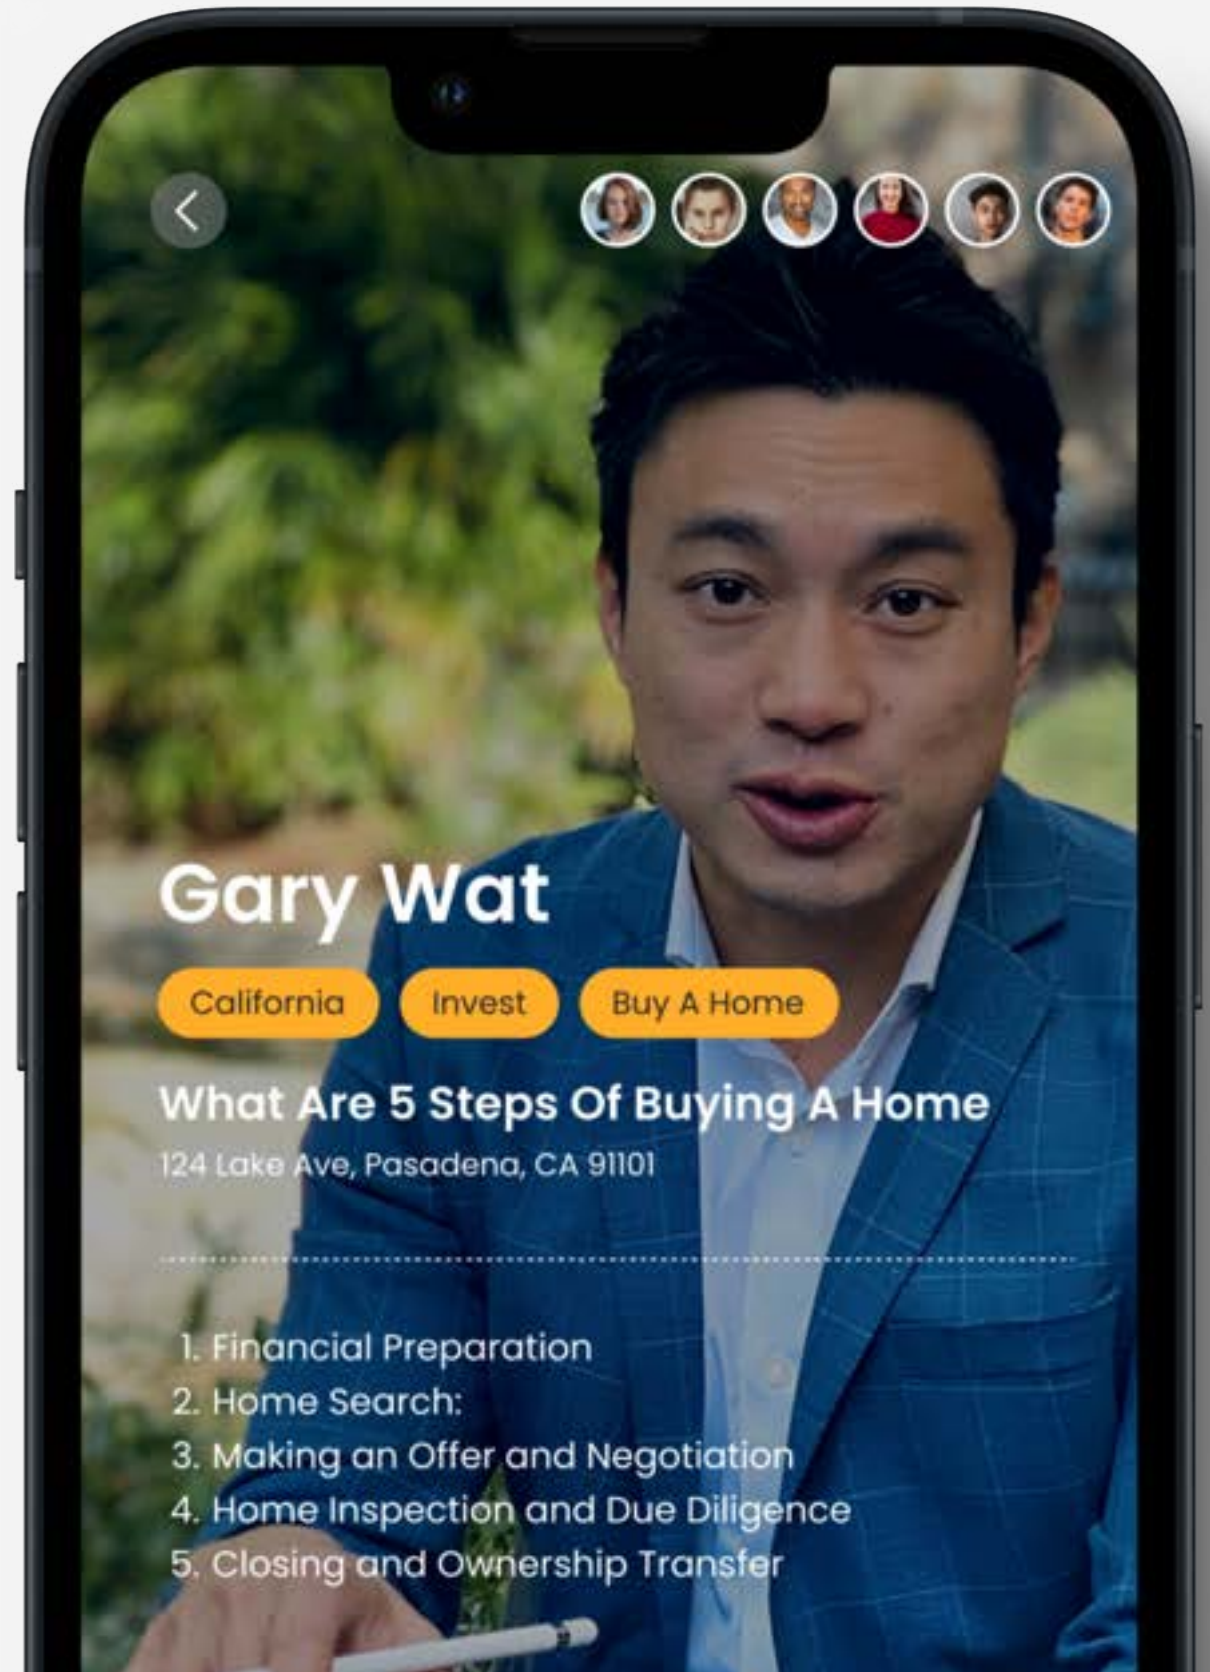 Gary Wat
California Invest Buy A Home
What Are 5 Steps Of Buying A Home
124 Lake Ave, Pasadena, CA 91101
1. Financial Preparation
2. Home Search:
3. Making an Offer and Negotiation
4. Home Inspection and Due Diligence
5. Closing and Ownership Transfer